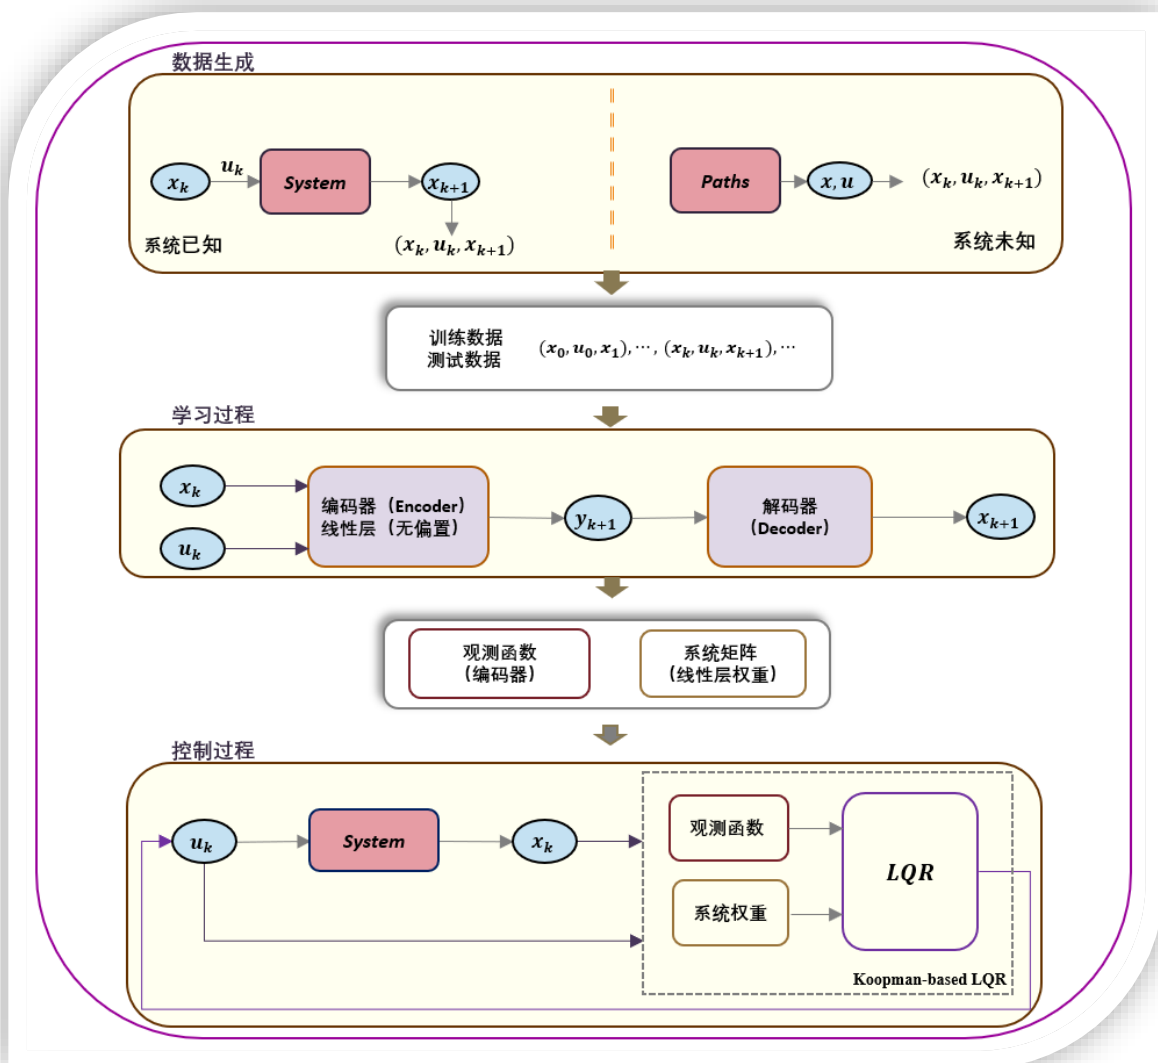 数据生成
x_k
u_k
System
x_{k+1}
(x_k, u_k, x_{k+1})
系统已知
Paths
x, u
(x_k, u_k, x_{k+1})
系统未知
训练数据
测试数据
(x_0, u_0, x_1), ⋯, (x_k, u_k, x_{k+1}), ⋯
学习过程
x_k
u_k
编码器（Encoder）
线性层（无偏置）
y_{k+1}
解码器
（Decoder）
x_{k+1}
观测函数
（编码器）
系统矩阵
（线性层权重）
控制过程
u_k
System
x_k
观测函数
系统权重
LQR
Koopman-based LQR